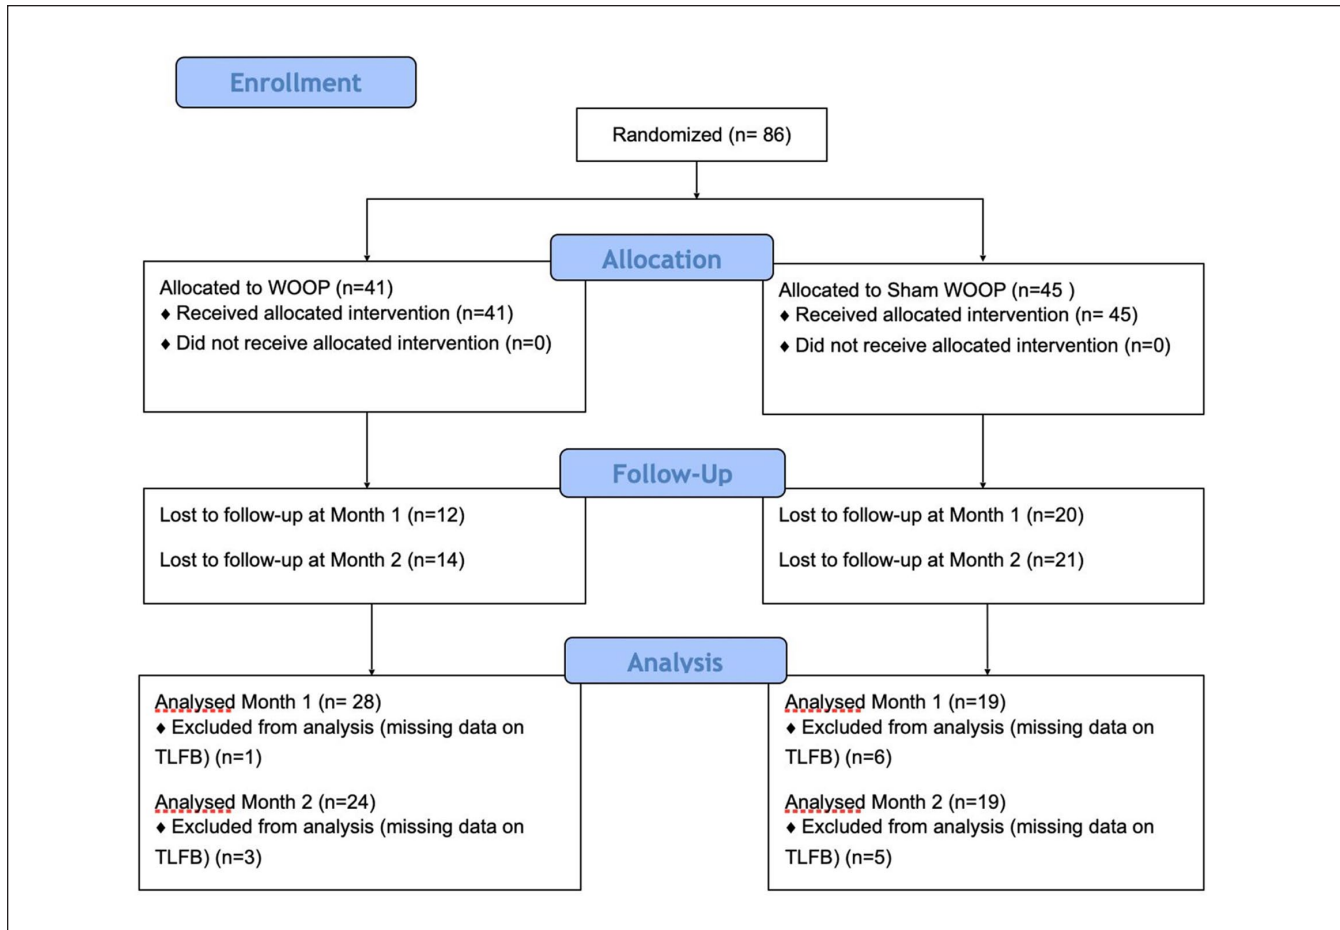 Enrollment
Randomized (n= 86)
Allocation
Allocated to WOOP (n=41)
♦ Received allocated intervention (n=41)
♦ Did not receive allocated intervention (n=0)
Allocated to Sham WOOP (n=45 )
♦ Received allocated intervention (n= 45)
♦ Did not receive allocated intervention (n=0)
Follow-Up
Lost to follow-up at Month 1 (n=12)
Lost to follow-up at Month 2 (n=14)
Lost to follow-up at Month 1 (n=20)
Lost to follow-up at Month 2 (n=21)
Analysis
Analysed Month 1 (n= 28)
♦ Excluded from analysis (missing data on
TLFB) (n=1)
Analysed Month 2 (n=24)
♦ Excluded from analysis (missing data on
TLFB) (n=3)
Analysed Month 1 (n=19)
♦ Excluded from analysis (missing data on
TLFB) (n=6)
Analysed Month 2 (n=19)
♦ Excluded from analysis (missing data on
TLFB) (n=5)